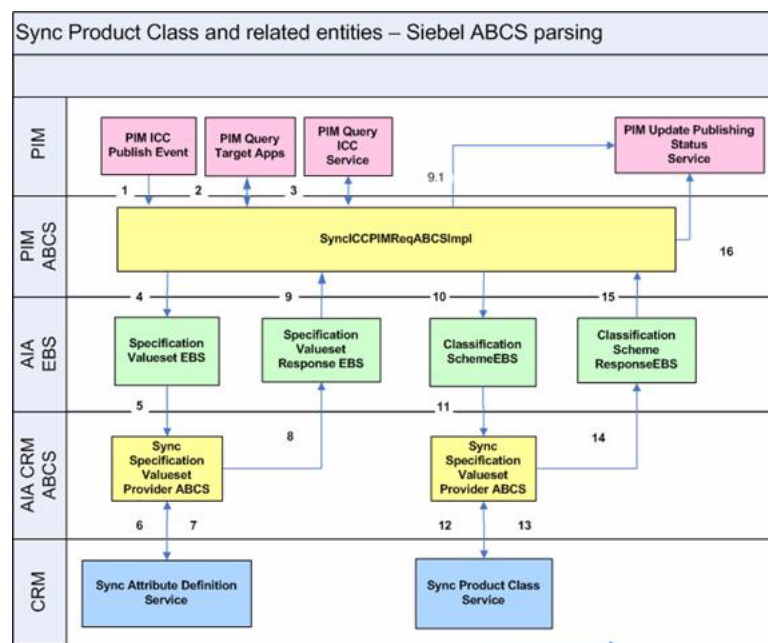 Sync Product Class and related entities – Siebel ABCS parsing
PIM
PIM ICC
Publish Event
PIM Query
Target Apps
PIM Query
ICC
Service
PIM Update Publishing
Status
Service
1
2
3
9.1
PIM
ABCS
SyncICCPIMReqABCSImpl
16
4
9
10
15
AIA
EBS
Specification
Valueset EBS
Specification
Valueset
Response EBS
Classification
SchemeEBS
Classification
Scheme
ResponseEBS
5
8
11
14
AIA CRM
ABCS
Sync
Specification
Valueset
Provider ABCS
Sync
Specification
Valueset
Provider ABCS
6
7
12
13
CRM
Sync Attribute Definition
Service
Sync Product Class
Service